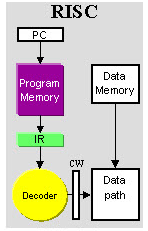 RISC
PC
Program
Memory
Data
Memory
IR
CW
Decoder
Data
path